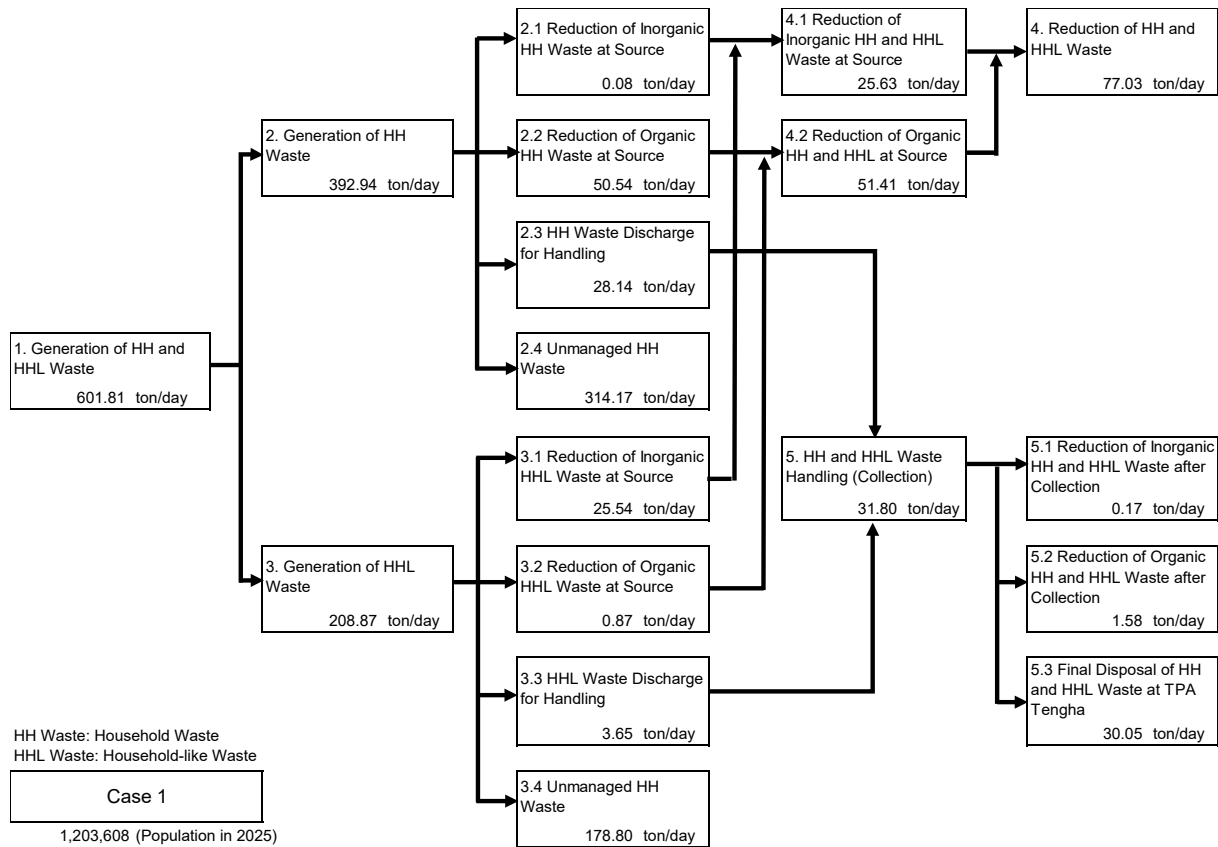 2.1 Reduction of Inorganic
HH Waste at Source
0.08 ton/day
4.1 Reduction of
Inorganic HH and HHL
Waste at Source
25.63 ton/day
4. Reduction of HH and
HHL Waste
77.03 ton/day
2. Generation of HH
Waste
392.94 ton/day
2.2 Reduction of Organic
HH Waste at Source
50.54 ton/day
4.2 Reduction of Organic
HH and HHL at Source
51.41 ton/day
2.3 HH Waste Discharge
for Handling
28.14 ton/day
1. Generation of HH and
HHL Waste
601.81 ton/day
2.4 Unmanaged HH
Waste
314.17 ton/day
3.1 Reduction of Inorganic
HHL Waste at Source
25.54 ton/day
5. HH and HHL Waste
Handling (Collection)
31.80 ton/day
5.1 Reduction of Inorganic
HH and HHL Waste after
Collection
0.17 ton/day
3. Generation of HHL
Waste
208.87 ton/day
3.2 Reduction of Organic
HHL Waste at Source
0.87 ton/day
5.2 Reduction of Organic
HH and HHL Waste after
Collection
1.58 ton/day
3.3 HHL Waste Discharge
for Handling
3.65 ton/day
5.3 Final Disposal of HH
and HHL Waste at TPA
Tengha
30.05 ton/day
3.4 Unmanaged HH
Waste
178.80 ton/day
HH Waste: Household Waste
HHL Waste: Household-like Waste
Case 1
1,203,608 (Population in 2025)